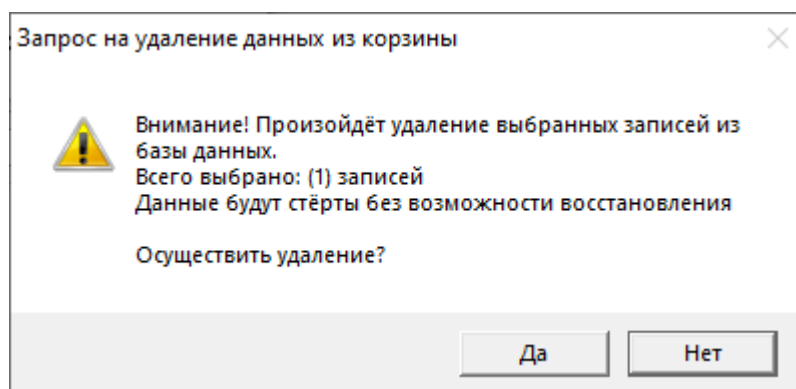 Запрос на удаление данных из корзины
Внимание! Произойдёт удаление выбранных записей из
базы данных.
Всего выбрано: (1) записей
Данные будут стёрты без возможности восстановления
Осуществить удаление?
Да
Нет